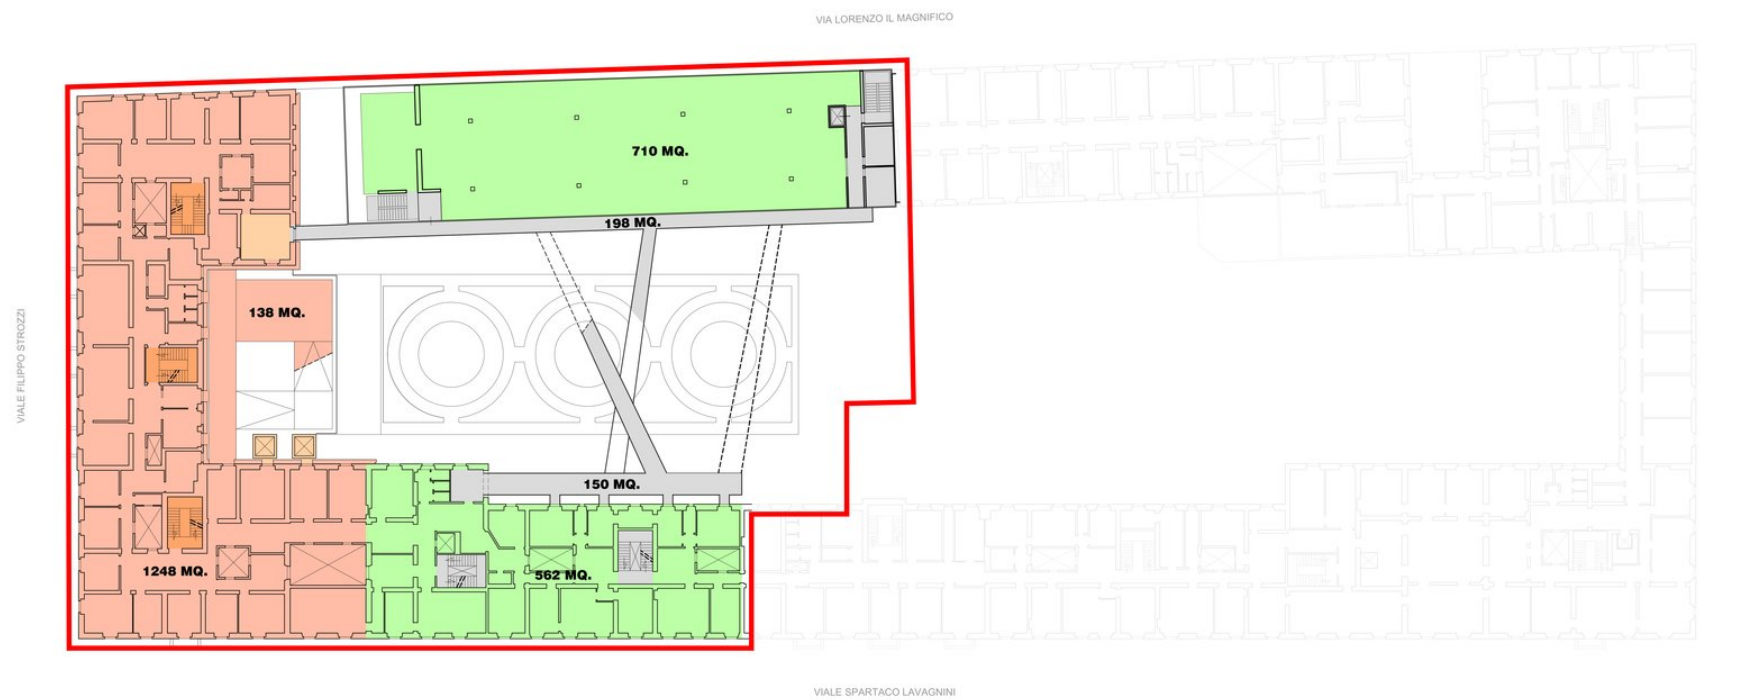 VIA LORENZO IL MAGNIFICO
710 MQ.
198 MQ.
138 MQ.
VIALE FILIPPO STROZZI
150 MQ.
1248 MQ.
562 MQ.
VIALE SPARTACO LAVAGNINI